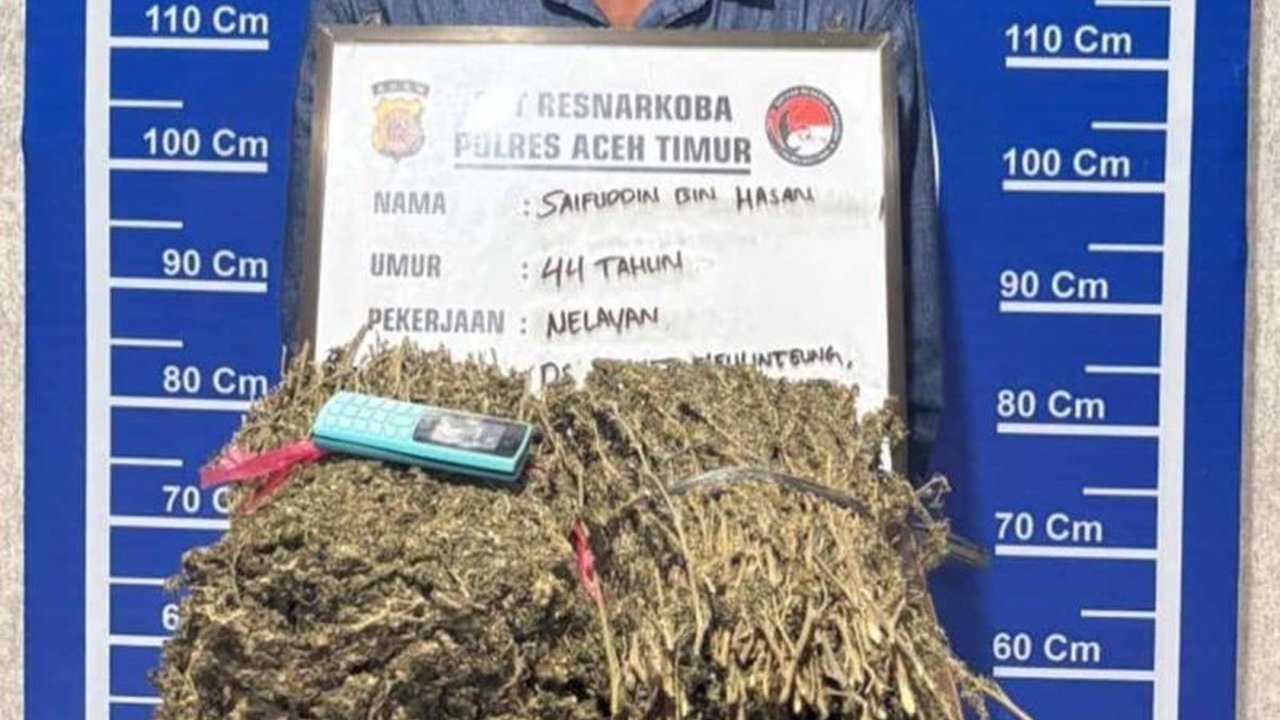 110 Cm
100 Cm
90 Cm
80 Cm
70 C
110 Cm
100 Cm
90 Cm
80 Cm
70 Cm
60 Cm
RESNARKOBA
POLRES ACEH TIMUR
NAMA : SAIFUDDIN BIN HASAN
UMUR : 44 TAHUN
PEKERJAAN : NELAYAN